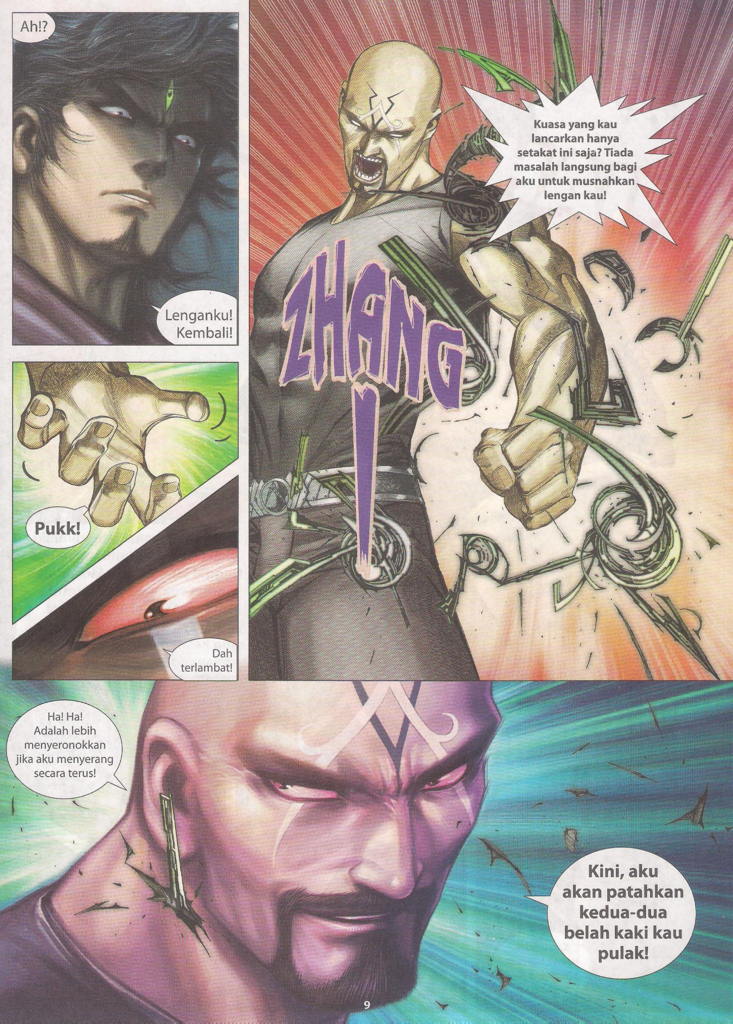 Ah!?
Lenganku!
Kembali!
Kuasa yang kau
lancarkan hanya
setakat ini saja? Tiada
masalah langsung bagi
aku untuk musnahkan
lengan kau!
ZHANG
!
Pukk!
Dah
terlambat!
Ha! Ha!
Adalah lebih
menyeronokkan
jika aku menyerang
secara terus!
Kini, aku
akan patahkan
kedua-dua
belah kaki kau
pulak!
9